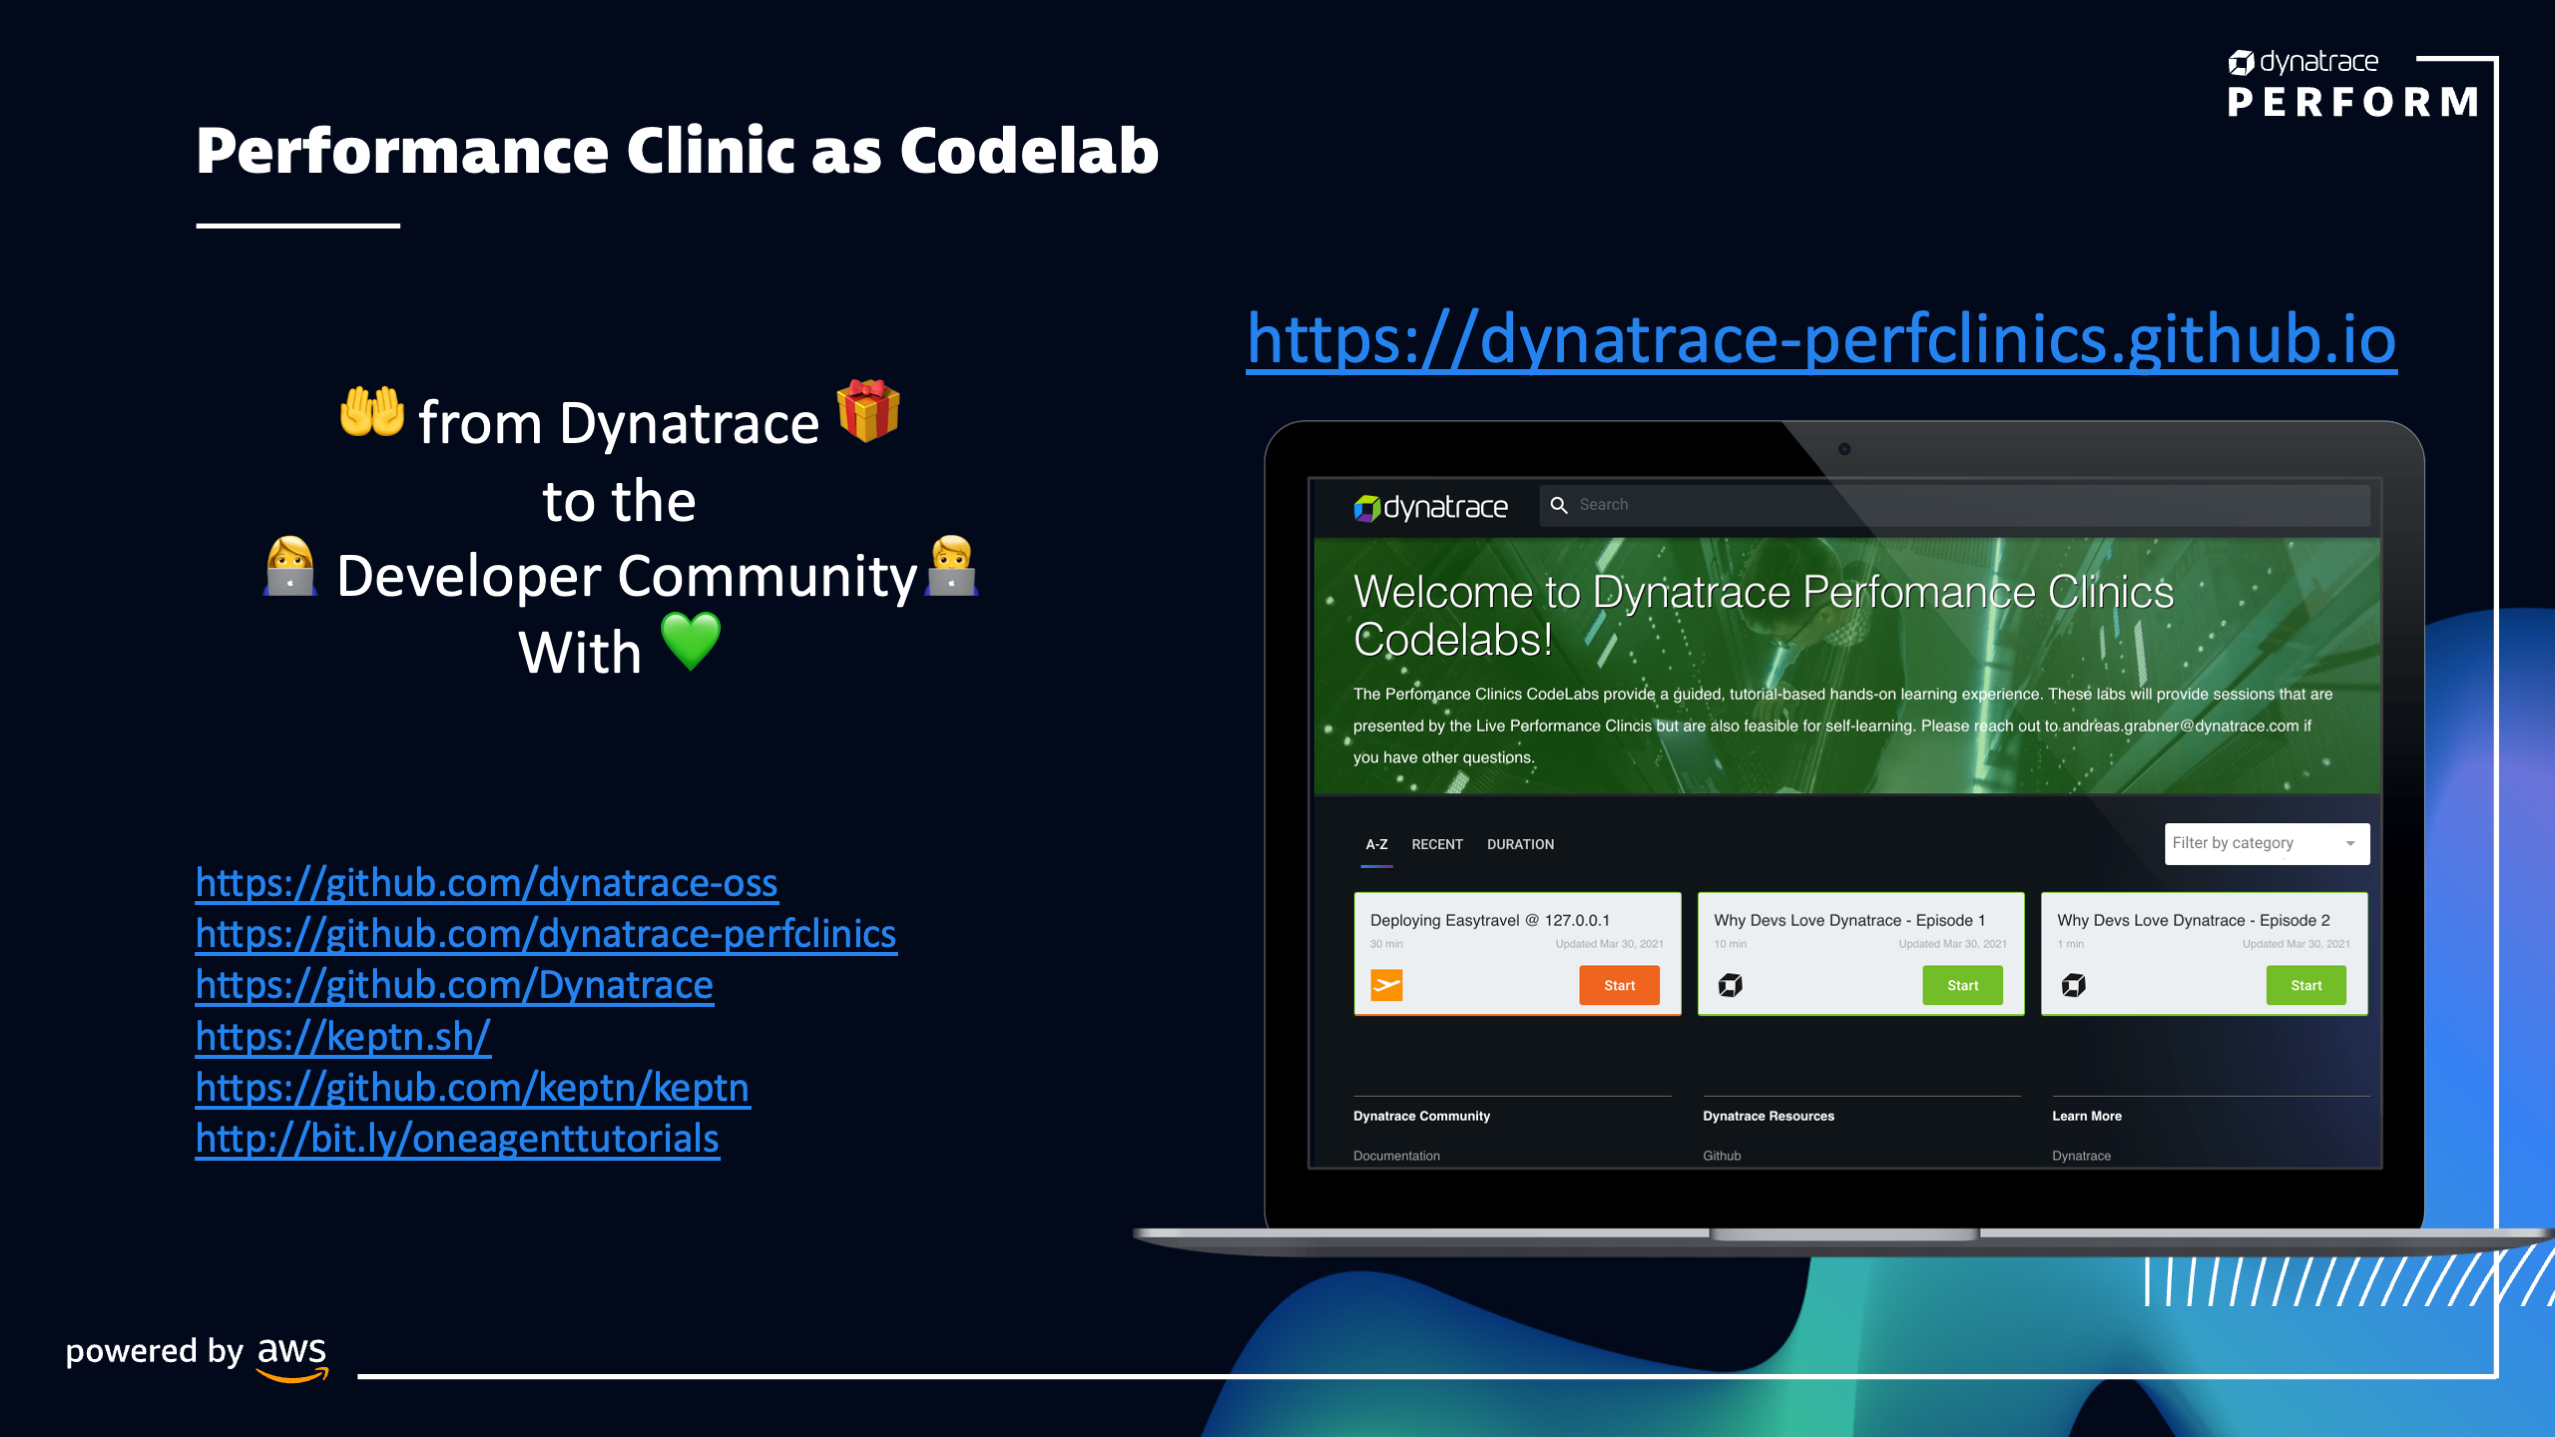 dynatrace
PERFORM
Performance Clinic as Codelab
🤲 from Dynatrace 🎁
to the
👩‍💻 Developer Community 👨‍💻
With 💚
https://github.com/dynatrace-oss
https://github.com/dynatrace-perfclinics
https://github.com/Dynatrace
https://keptn.sh/
https://github.com/keptn/keptn
http://bit.ly/oneagenttutorials
https://dynatrace-perfclinics.github.io
dynatrace
Search
Welcome to Dynatrace Perfomance Clinics
Codelabs!
The Perfomance Clinics CodeLabs provide a guided, tutorial-based hands-on learning experience. These labs will provide sessions that are
presented by the Live Performance Clincis but are also feasible for self-learning. Please reach out to andreas.grabner@dynatrace.com if
you have other questions.
A-Z RECENT DURATION
Filter by category
Deploying Easytravel @ 127.0.0.1
30 min Updated Mar 30, 2021
Start
Why Devs Love Dynatrace - Episode 1
10 min Updated Mar 30, 2021
Start
Why Devs Love Dynatrace - Episode 2
1 min Updated Mar 30, 2021
Start
Dynatrace Community
Documentation
Dynatrace Resources
Github
Learn More
Dynatrace
powered by aws